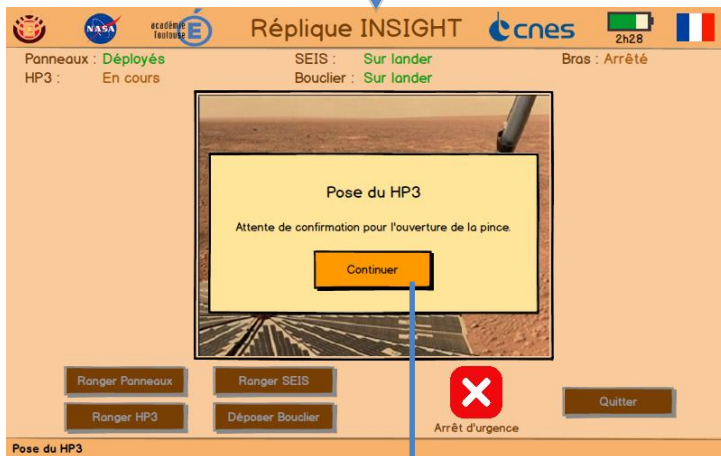 NASA
académie
Toulouse
É
Réplique INSIGHT
cnes
2h28
Panneaux : Déployés
SEIS : Sur lander
Bras : Arrêté
HP3 : En cours
Bouclier : Sur lander
Pose du HP3
Attente de confirmation pour l'ouverture de la pince.
Continuer
Ranger Panneaux
Ranger SEIS
Quitter
Ranger HP3
Déposer Bouclier
Arrêt d'urgence
Pose du HP3